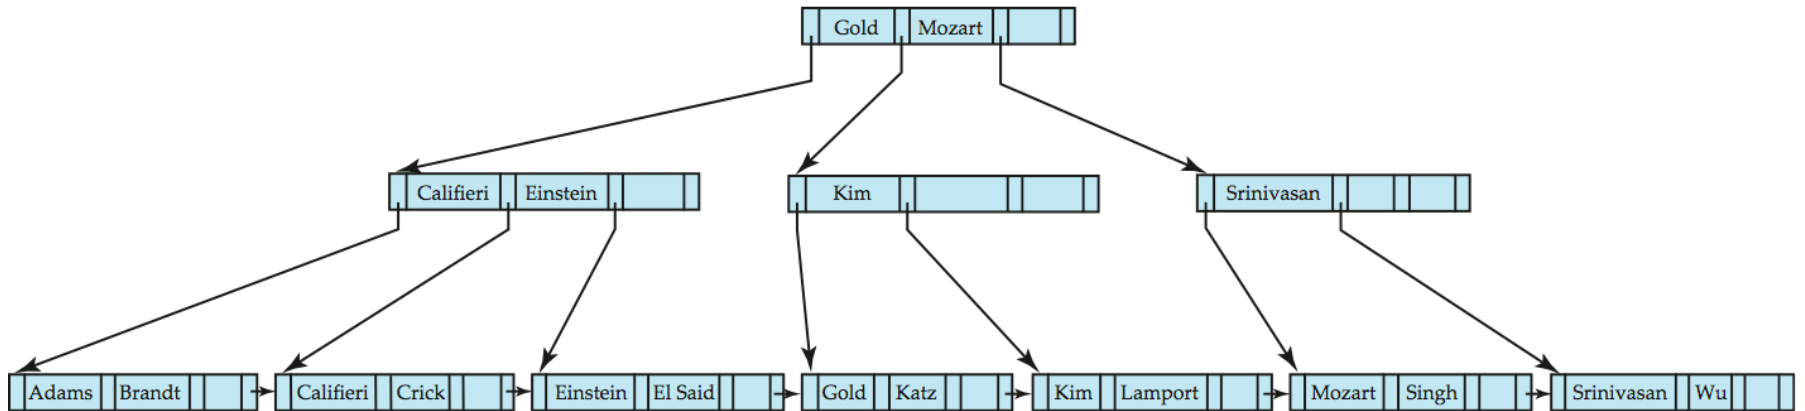 Gold Mozart
Califieri Einstein Kim Srinivasan
Adams Brandt Califieri Crick Einstein El Said Gold Katz Kim Lamport Mozart Singh Srinivasan Wu